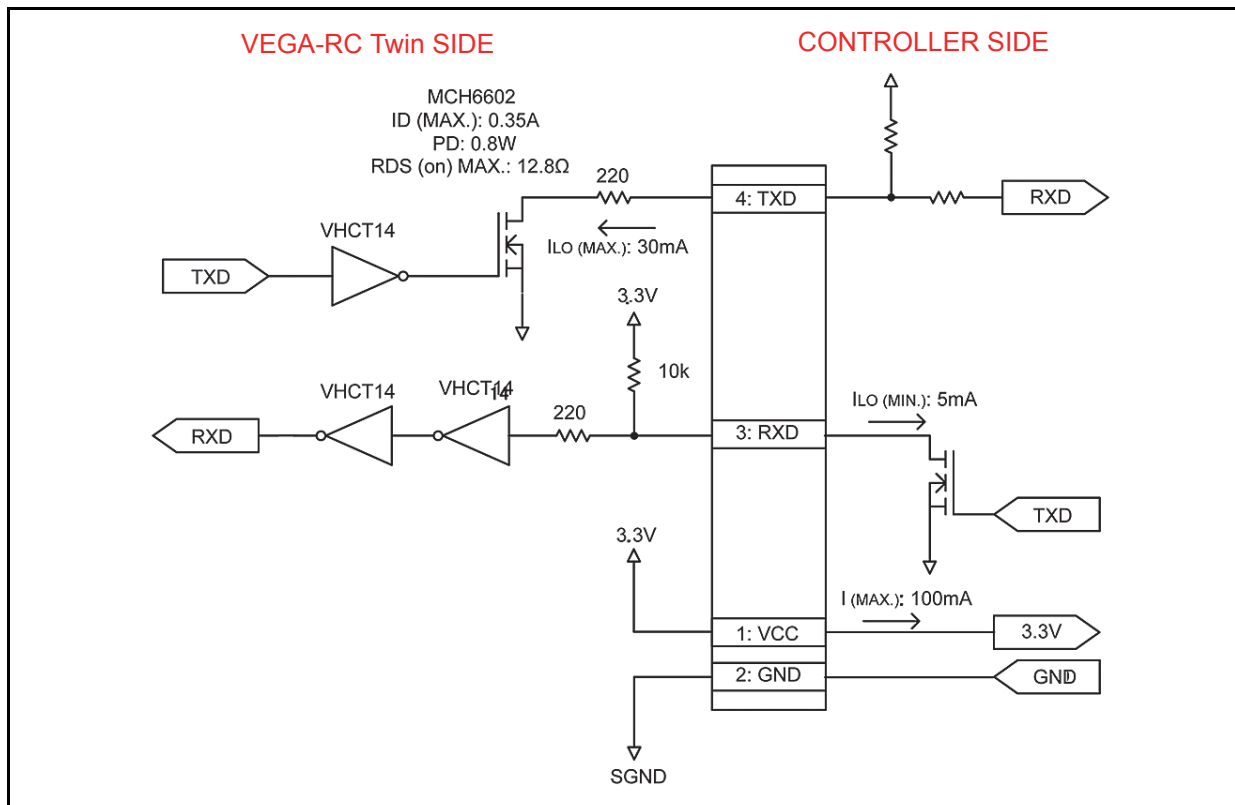 VEGA-RC Twin SIDE
CONTROLLER SIDE
MCH6602
ID (MAX.): 0.35A
PD: 0.8W
RDS (on) MAX.: 12.8Ω
220
4: TXD
RXD
VHCT14
ILO (MAX.): 30mA
TXD
3.3V
10k
VHCT14
VHCT14
14
220
ILO (MIN.): 5mA
RXD
3: RXD
TXD
3.3V
I (MAX.): 100mA
1: VCC
3.3V
2: GND
GND
SGND